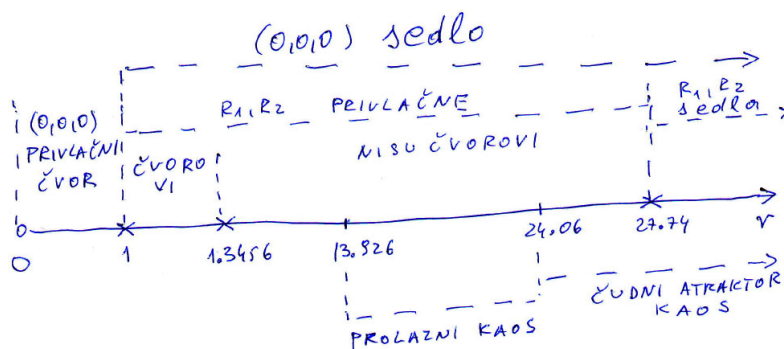 (0,0,0) sedlo
(0,0,0)
PRIVLAČNI
ČVOR
ČVORO
VI
R1, R2 PRIVLAČNE
NISU ČVOROVI
R1, R2
sedla
0 1 1.3456 13.926 24.06 27.74 r
PROLAZNI KAOS
ČUDNI ATRAKTOR
KAOS